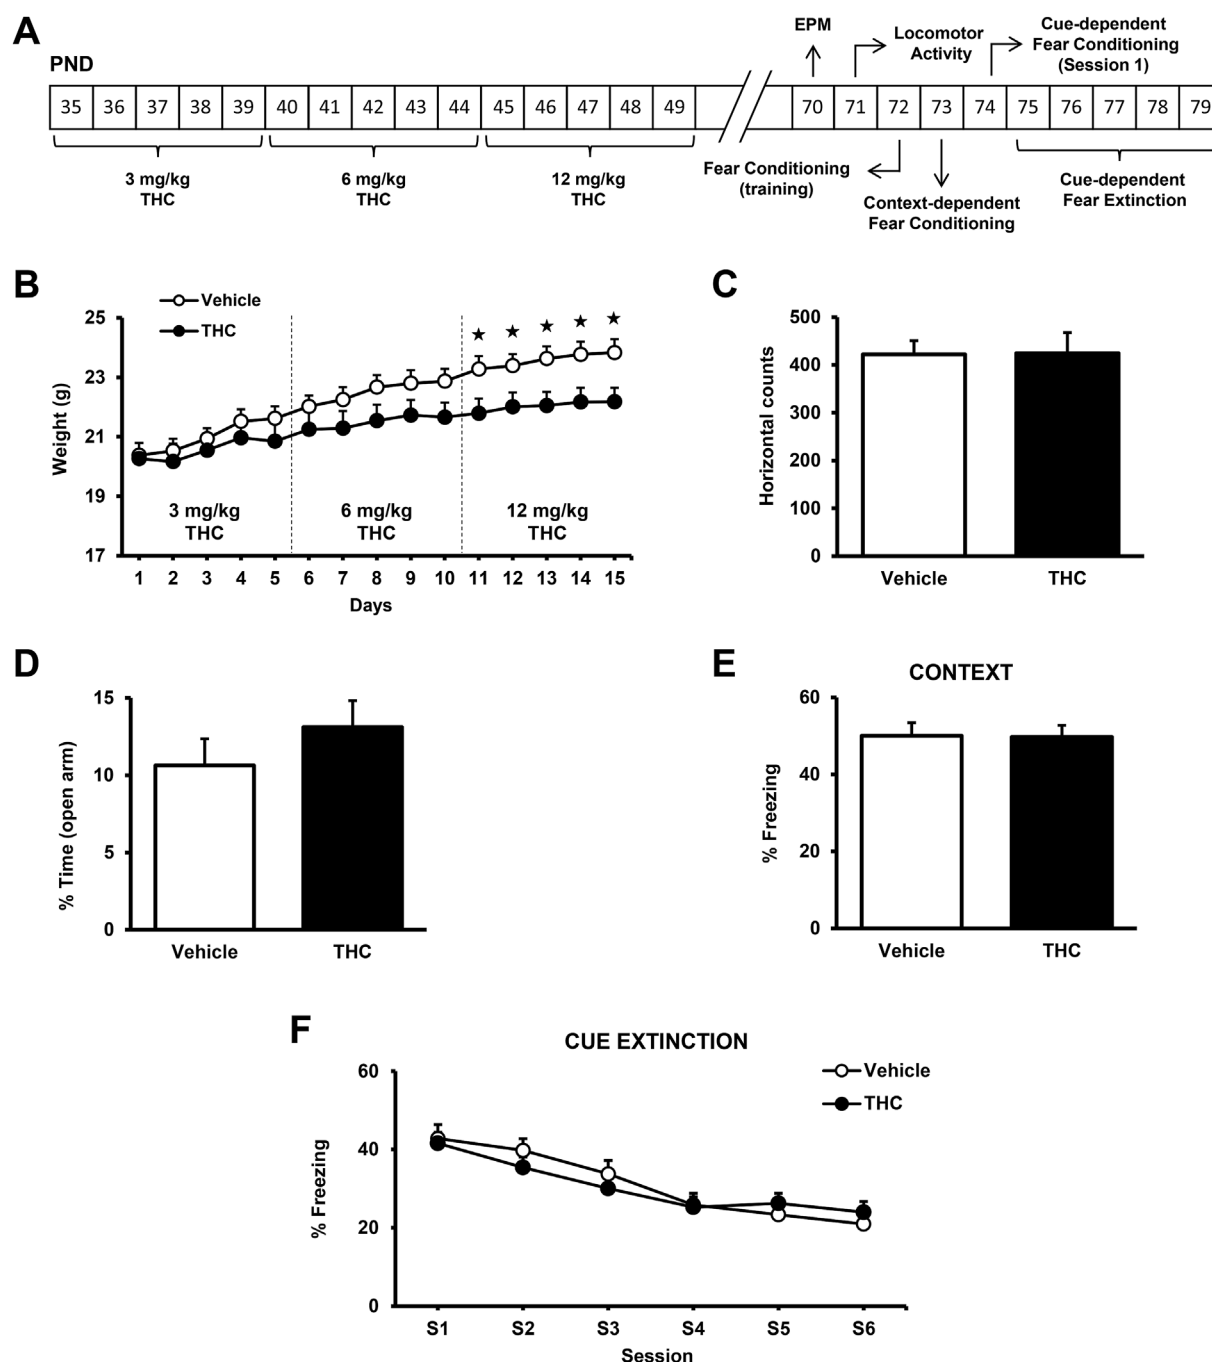 A
PND
EPM
Locomotor
Activity
Cue-dependent
Fear Conditioning
(Session 1)
35 36 37 38 39 40 41 42 43 44 45 46 47 48 49 70 71 72 73 74 75 76 77 78 79
3 mg/kg
THC
6 mg/kg
THC
12 mg/kg
THC
Fear Conditioning
(training)
Context-dependent
Fear Conditioning
Cue-dependent
Fear Extinction
B
Vehicle
THC
25
23
21
19
17
Weight (g)
3 mg/kg
THC
6 mg/kg
THC
12 mg/kg
THC
1 2 3 4 5 6 7 8 9 10 11 12 13 14 15
Days
C
500
400
300
200
100
0
Horizontal counts
Vehicle THC
D
15
10
5
0
% Time (open arm)
Vehicle THC
E
CONTEXT
60
40
20
0
% Freezing
Vehicle THC
F
CUE EXTINCTION
Vehicle
THC
60
40
20
0
% Freezing
S1 S2 S3 S4 S5 S6
Session